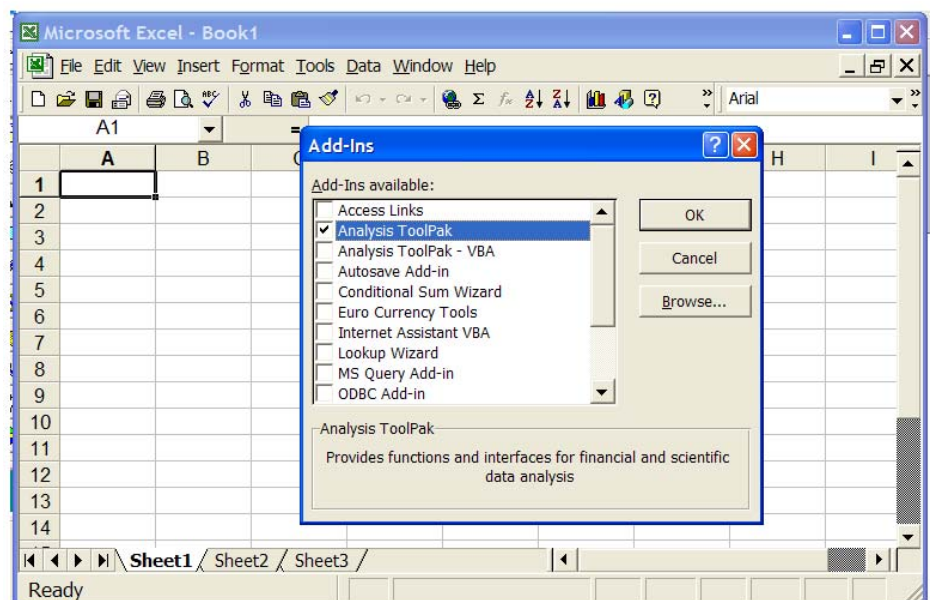 Microsoft Excel - Book1
File Edit View Insert Format Tools Data Window Help
Arial
A1 =
A B C H I
Add-Ins
Add-Ins available:
Access Links
Analysis ToolPak
Analysis ToolPak - VBA
Autosave Add-in
Conditional Sum Wizard
Euro Currency Tools
Internet Assistant VBA
Lookup Wizard
MS Query Add-in
ODBC Add-in
OK
Cancel
Browse...
Analysis ToolPak
Provides functions and interfaces for financial and scientific
data analysis
1
2
3
4
5
6
7
8
9
10
11
12
13
14
Sheet1 Sheet2 Sheet3
Ready